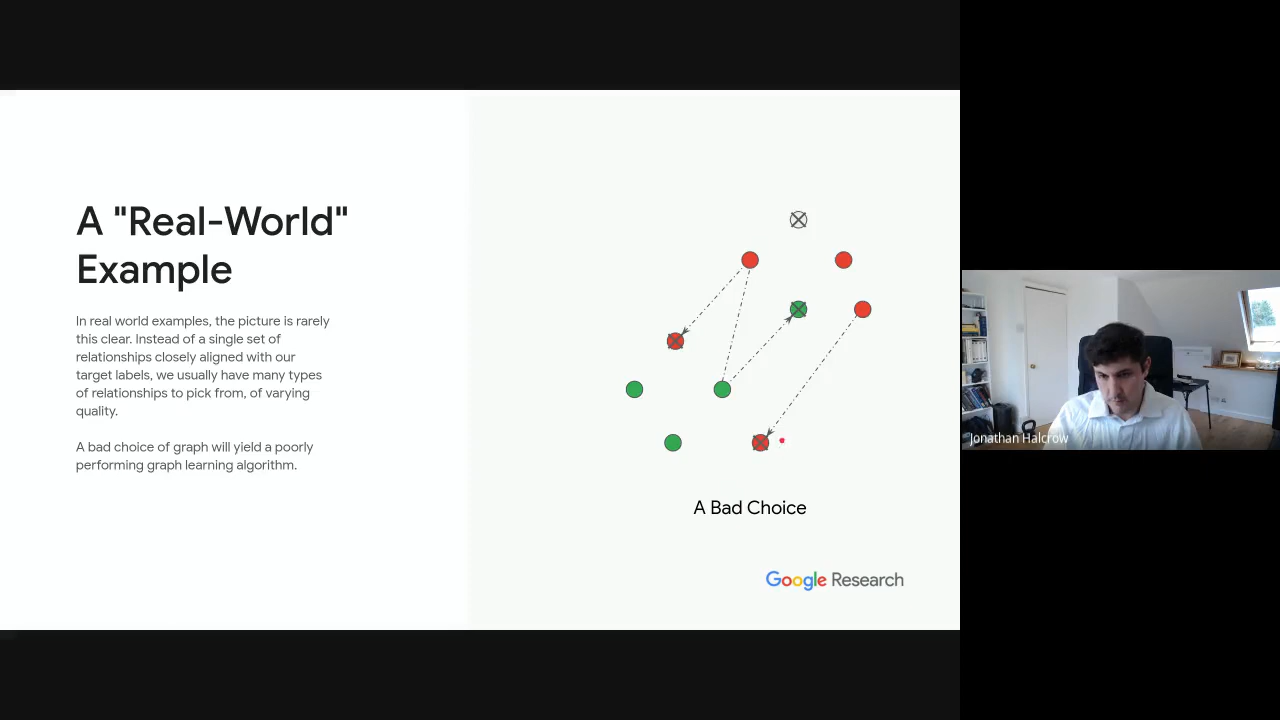 A "Real-World"
Example
In real world examples, the picture is rarely
this clear. Instead of a single set of
relationships closely aligned with our
target labels, we usually have many types
of relationships to pick from, of varying
quality.
A bad choice of graph will yield a poorly
performing graph learning algorithm.
A Bad Choice
Google Research
Jonathan Halcrow